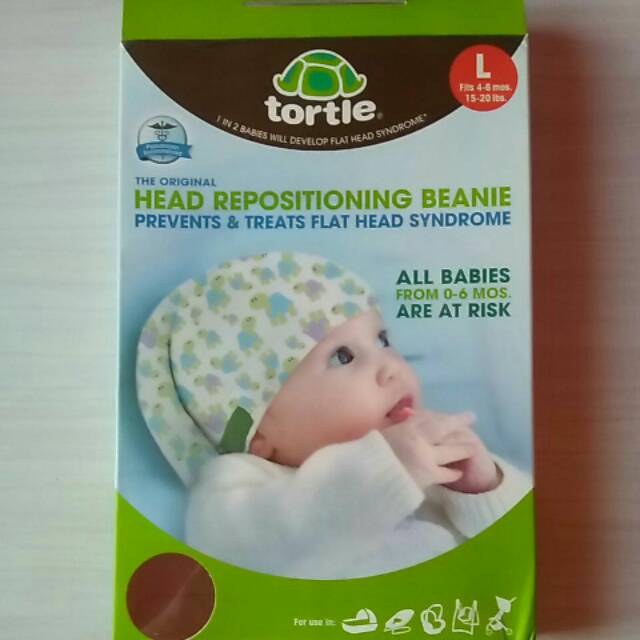 tortle®
1 IN 2 BABIES WILL DEVELOP FLAT HEAD SYNDROME*
L
Fits 4-6 mos.
15-20 lbs.
THE ORIGINAL
HEAD REPOSITIONING BEANIE
PREVENTS & TREATS FLAT HEAD SYNDROME
ALL BABIES
FROM 0-6 MOS.
ARE AT RISK
For use in: